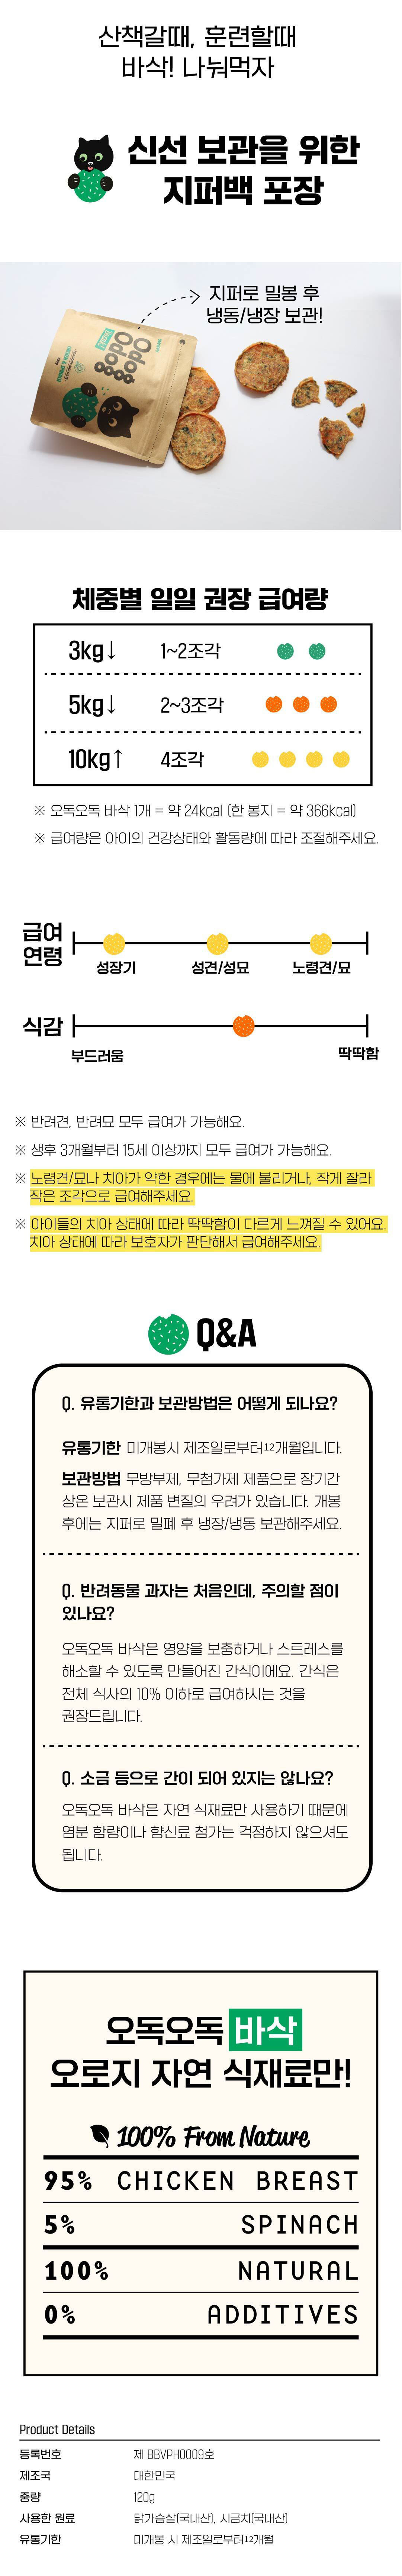 산책갈때, 훈련할때
바삭! 나눠먹자
신선 보관을 위한
지퍼백 포장
지퍼로 밀봉 후
냉동/냉장 보관!
ODOG
ODOG
체중별 일일 권장 급여량
3kg↓ 1~2조각
5kg↓ 2~3조각
10kg↑ 4조각
※ 오독오독 바삭 1개 = 약 24kcal (한 봉지 = 약 366kcal)
※ 급여량은 아이의 건강상태와 활동량에 따라 조절해주세요.
급여
연령
성장기 성견/성묘 노령견/묘
식감
부드러움 딱딱함
※ 반려견, 반려묘 모두 급여가 가능해요.
※ 생후 3개월부터 15세 이상까지 모두 급여가 가능해요.
※ 노령견/묘나 치아가 약한 경우에는 물에 불리거나, 작게 잘라
작은 조각으로 급여해주세요.
※ 아이들의 치아 상태에 따라 딱딱함이 다르게 느껴질 수 있어요.
치아 상태에 따라 보호자가 판단해서 급여해주세요.
Q&A
Q. 유통기한과 보관방법은 어떻게 되나요?
유통기한 미개봉시 제조일로부터12개월입니다.
보관방법 무방부제, 무첨가제 제품으로 장기간
상온 보관시 제품 변질의 우려가 있습니다. 개봉
후에는 지퍼로 밀폐 후 냉장/냉동 보관해주세요.
Q. 반려동물 과자는 처음인데, 주의할 점이
있나요?
오독오독 바삭은 영양을 보충하거나 스트레스를
해소할 수 있도록 만들어진 간식이에요. 간식은
전체 식사의 10% 이하로 급여하시는 것을
권장드립니다.
Q. 소금 등으로 간이 되어 있지는 않나요?
오독오독 바삭은 자연 식재료만 사용하기 때문에
염분 함량이나 향신료 첨가는 걱정하지 않으셔도
됩니다.
오독오독 바삭
오로지 자연 식재료만!
100% From Nature
95% CHICKEN BREAST
5% SPINACH
100% NATURAL
0% ADDITIVES
Product Details
등록번호 제 BBVPH0009호
제조국 대한민국
중량 120g
사용한 원료 닭가슴살(국내산), 시금치(국내산)
유통기한 미개봉 시 제조일로부터12개월